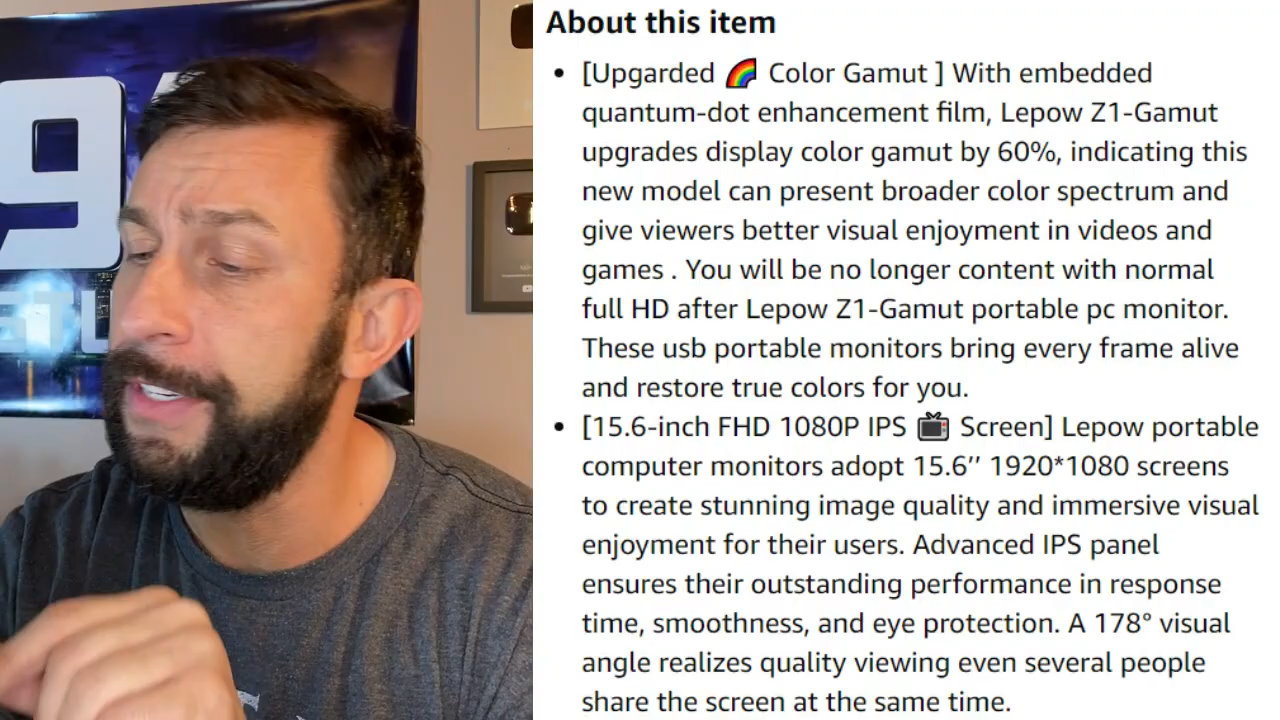 9
About this item
• [Upgarded 🌈 Color Gamut ] With embedded
quantum-dot enhancement film, Lepow Z1-Gamut
upgrades display color gamut by 60%, indicating this
new model can present broader color spectrum and
give viewers better visual enjoyment in videos and
games . You will be no longer content with normal
full HD after Lepow Z1-Gamut portable pc monitor.
These usb portable monitors bring every frame alive
and restore true colors for you.
• [15.6-inch FHD 1080P IPS 📺 Screen] Lepow portable
computer monitors adopt 15.6′′ 1920*1080 screens
to create stunning image quality and immersive visual
enjoyment for their users. Advanced IPS panel
ensures their outstanding performance in response
time, smoothness, and eye protection. A 178° visual
angle realizes quality viewing even several people
share the screen at the same time.